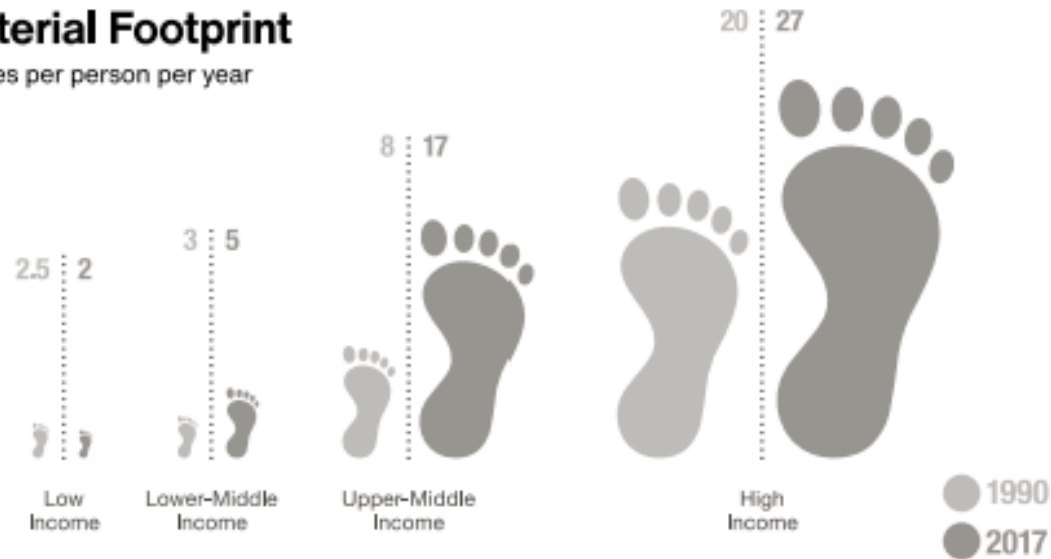 terial Footprint
es per person per year
20 27
8 17
3 5
2.5 2
Low
Income
Lower-Middle
Income
Upper-Middle
Income
High
Income
1990
2017